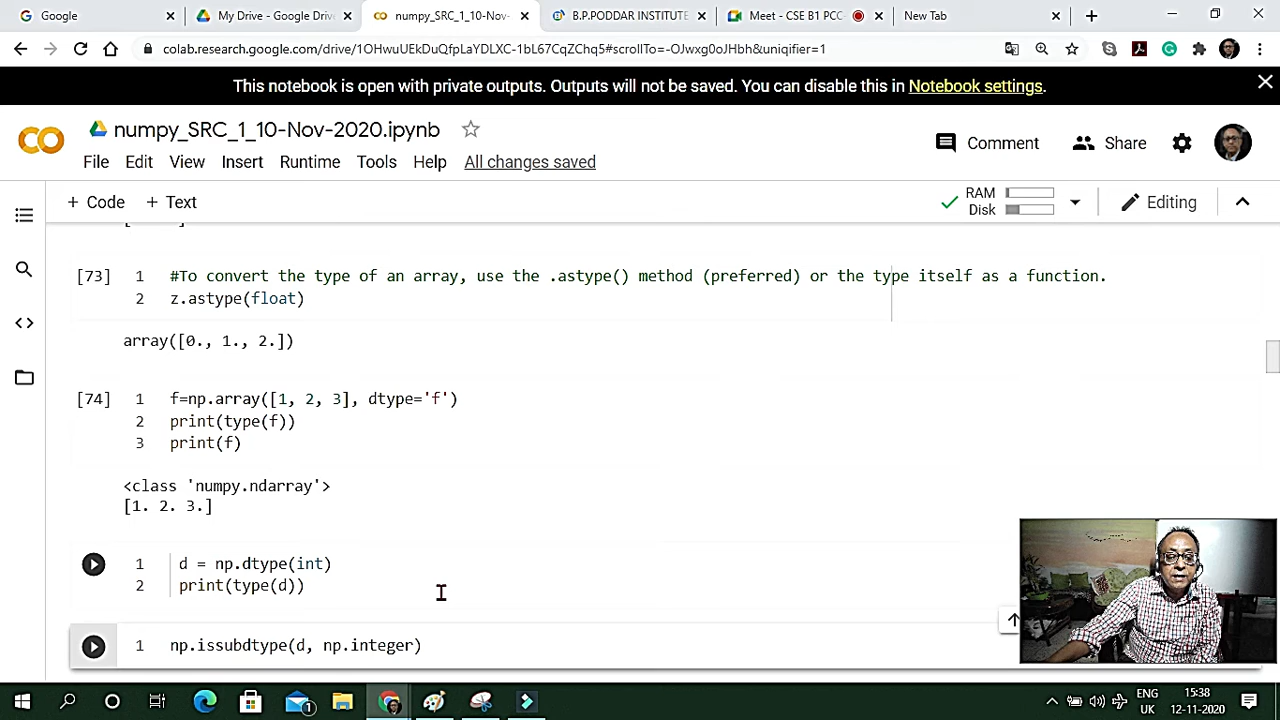 Google
My Drive - Google Driv
numpy_SRC_1_10-Nov-
B.P.PODDAR INSTITUTE
Meet - CSE B1 PCC-
New Tab
colab.research.google.com/drive/1OHwuUEkDuQfpLaYDLXC-1bL67CqZChq5#scrollTo=-OJwxg0oJHbh&uniqifier=1
This notebook is open with private outputs. Outputs will not be saved. You can disable this in Notebook settings.
numpy_SRC_1_10-Nov-2020.ipynb
Comment
Share
File Edit View Insert Runtime Tools Help All changes saved
+ Code + Text
RAM
Disk
Editing
[73] 1 #To convert the type of an array, use the .astype() method (preferred) or the type itself as a function.
2 z.astype(float)
array([0., 1., 2.])
[74] 1 f=np.array([1, 2, 3], dtype='f')
2 print(type(f))
3 print(f)
<class 'numpy.ndarray'>
[1. 2. 3.]
1 d = np.dtype(int)
2 print(type(d))
1 np.issubdtype(d, np.integer)
1
ENG
UK
15:38
12-11-2020